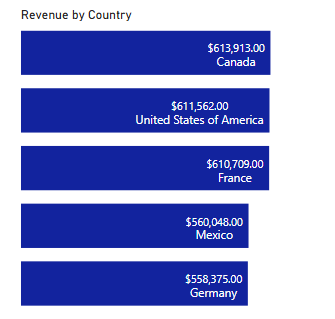 Revenue by Country
$613,913.00
Canada
$611,562.00
United States of America
$610,709.00
France
$560,048.00
Mexico
$558,375.00
Germany